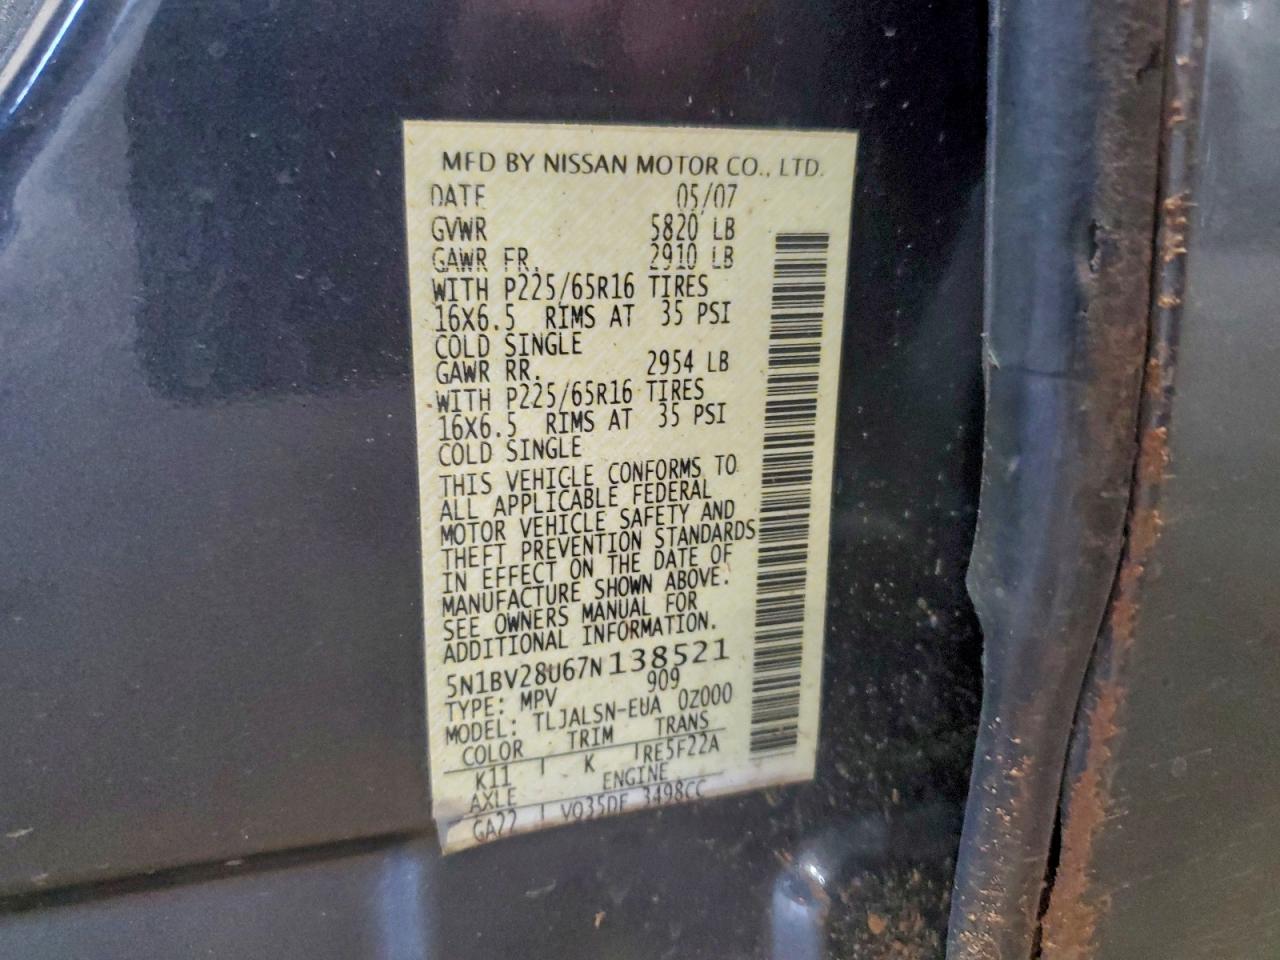 MFD BY NISSAN MOTOR CO., LTD.
DATE 05/07
GVWR 5820 LB
GAWR FR. 2910 LB
WITH P225/65R16 TIRES
16X6.5 RIMS AT 35 PSI
COLD SINGLE
GAWR RR. 2954 LB
WITH P225/65R16 TIRES
16X6.5 RIMS AT 35 PSI
COLD SINGLE
THIS VEHICLE CONFORMS TO
ALL APPLICABLE FEDERAL
MOTOR VEHICLE SAFETY AND
THEFT PREVENTION STANDARDS
IN EFFECT ON THE DATE OF
MANUFACTURE SHOWN ABOVE.
SEE OWNERS MANUAL FOR
ADDITIONAL INFORMATION.
5N1BV28U67N138521
TYPE: MPV 909
MODEL: TLJALSN-EUA 0Z000
COLOR TRIM TRANS
K11 K RE5F22A
AXLE ENGINE
GA22 VQ35DE 3498CC